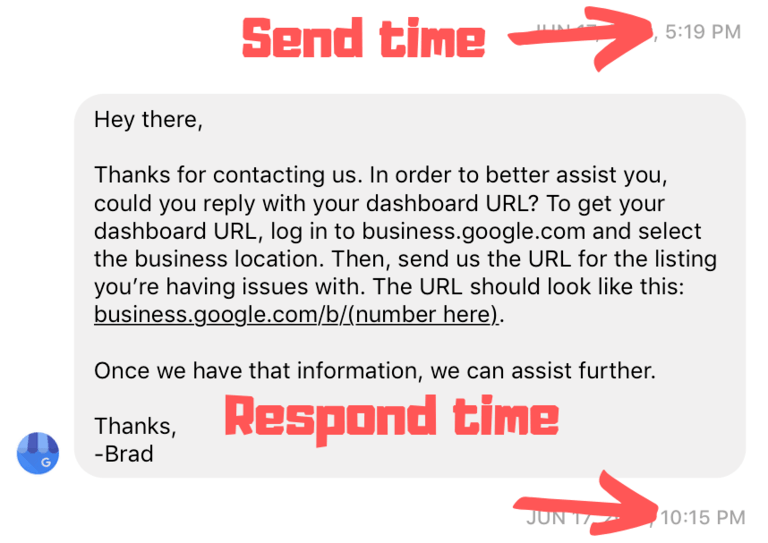 Send time
JUN 17, 5:19 PM
Hey there,
Thanks for contacting us. In order to better assist you,
could you reply with your dashboard URL? To get your
dashboard URL, log in to business.google.com and select
the business location. Then, send us the URL for the listing
you’re having issues with. The URL should look like this:
business.google.com/b/(number here).
Once we have that information, we can assist further.
Thanks,
-Brad
Respond time
G
JUN 17, 10:15 PM